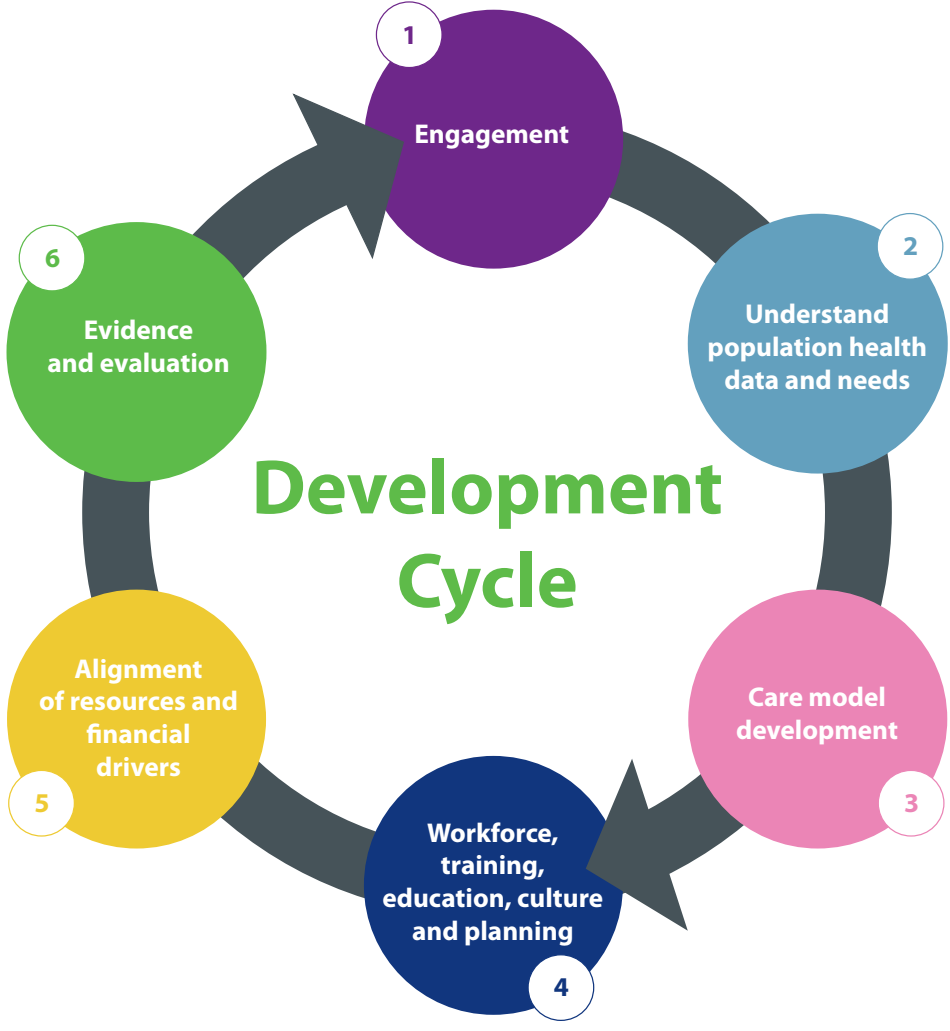 1
Engagement
2
Understand
population health
data and needs
3
Care model
development
4
Workforce,
training,
education, culture
and planning
5
Alignment
of resources and
financial
drivers
6
Evidence
and evaluation
Development
Cycle